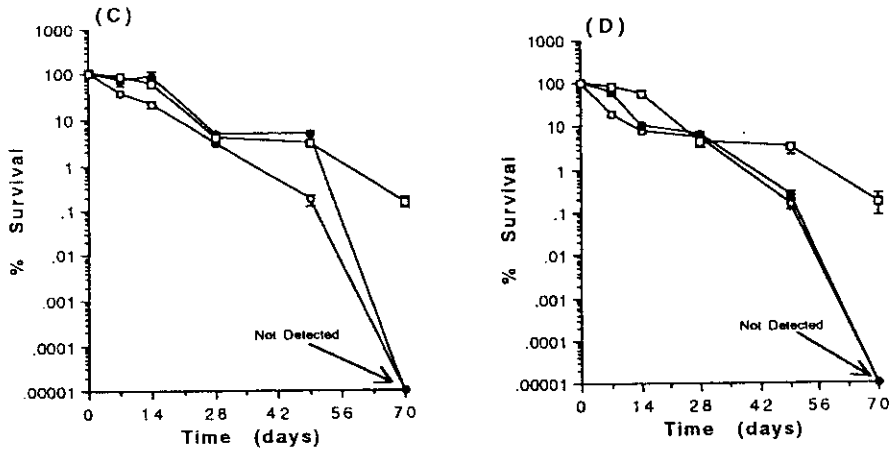 (C)
1000
100
10
1
.1
.01
.001
.0001
.00001
% Survival
Not Detected
0 14 28 42 56 70
Time (days)
(D)
1000
100
10
1
.1
.01
.001
.0001
.00001
% Survival
Not Detected
0 14 28 42 56 70
Time (days)